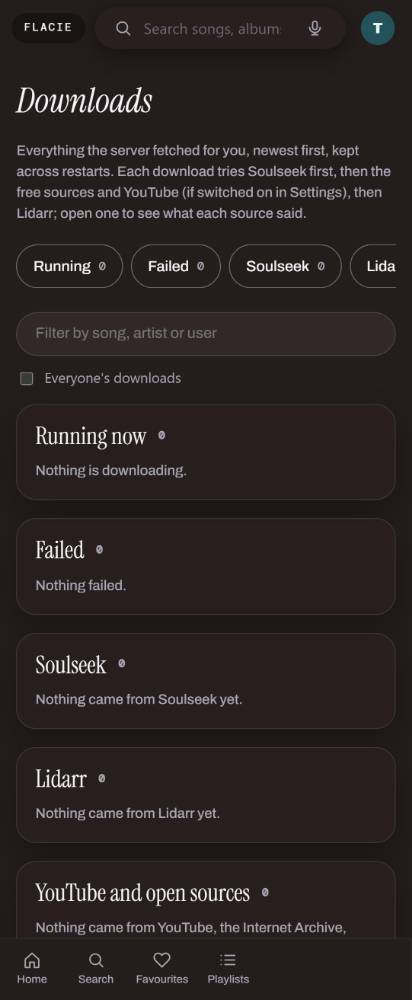 FLACIE
Search songs, album
T
Downloads
Everything the server fetched for you, newest first, kept
across restarts. Each download tries Soulseek first, then the
free sources and YouTube (if switched on in Settings), then
Lidarr; open one to see what each source said.
Running 0 Failed 0 Soulseek 0 Lida
Filter by song, artist or user
Everyone's downloads
Running now 0
Nothing is downloading.
Failed 0
Nothing failed.
Soulseek 0
Nothing came from Soulseek yet.
Lidarr 0
Nothing came from Lidarr yet.
YouTube and open sources 0
Nothing came from YouTube, the Internet Archive,
Home Search Favourites Playlists